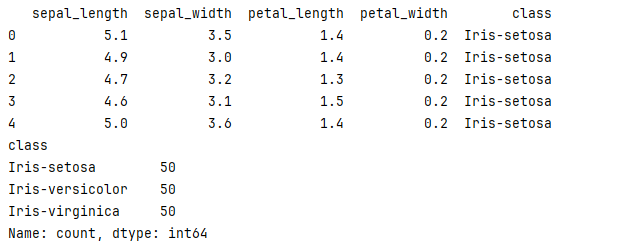 sepal_length  sepal_width  petal_length  petal_width        class
0           5.1          3.5           1.4          0.2  Iris-setosa
1           4.9          3.0           1.4          0.2  Iris-setosa
2           4.7          3.2           1.3          0.2  Iris-setosa
3           4.6          3.1           1.5          0.2  Iris-setosa
4           5.0          3.6           1.4          0.2  Iris-setosa
class
Iris-setosa        50
Iris-versicolor    50
Iris-virginica     50
Name: count, dtype: int64